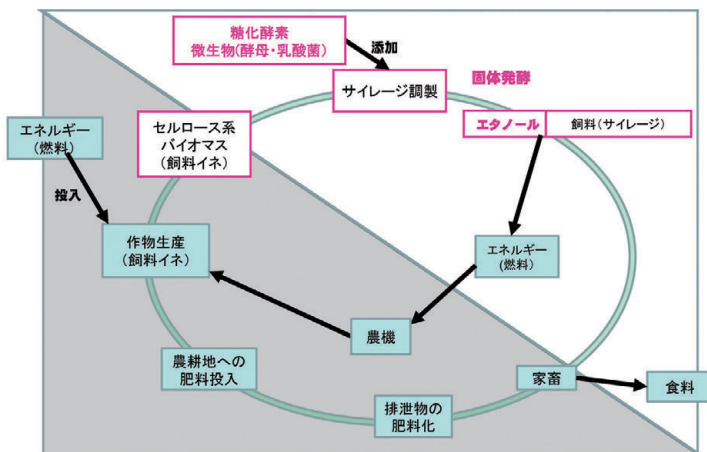 糖化酵素
微生物(酵母・乳酸菌)
添加
サイレージ調製
固体発酵
エタノール
飼料(サイレージ)
セルロース系
バイオマス
(飼料イネ)
エネルギー
(燃料)
投入
作物生産
(飼料イネ)
エネルギー
(燃料)
農機
農耕地への
肥料投入
排泄物の
肥料化
家畜
食料